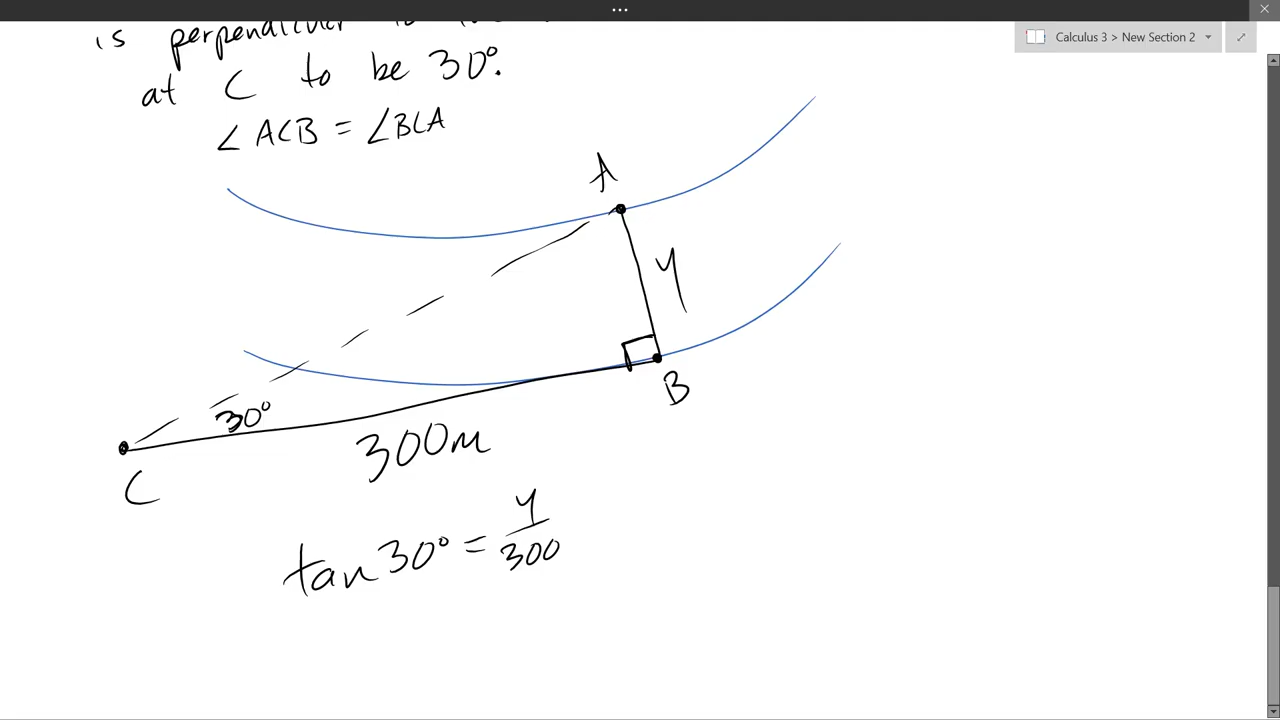 ...
Calculus 3 > New Section 2
is perpendicular
at C to be 30°.
∠ACB = ∠BCA
A
y
B
30°
300m
C
tan 30° = y/300